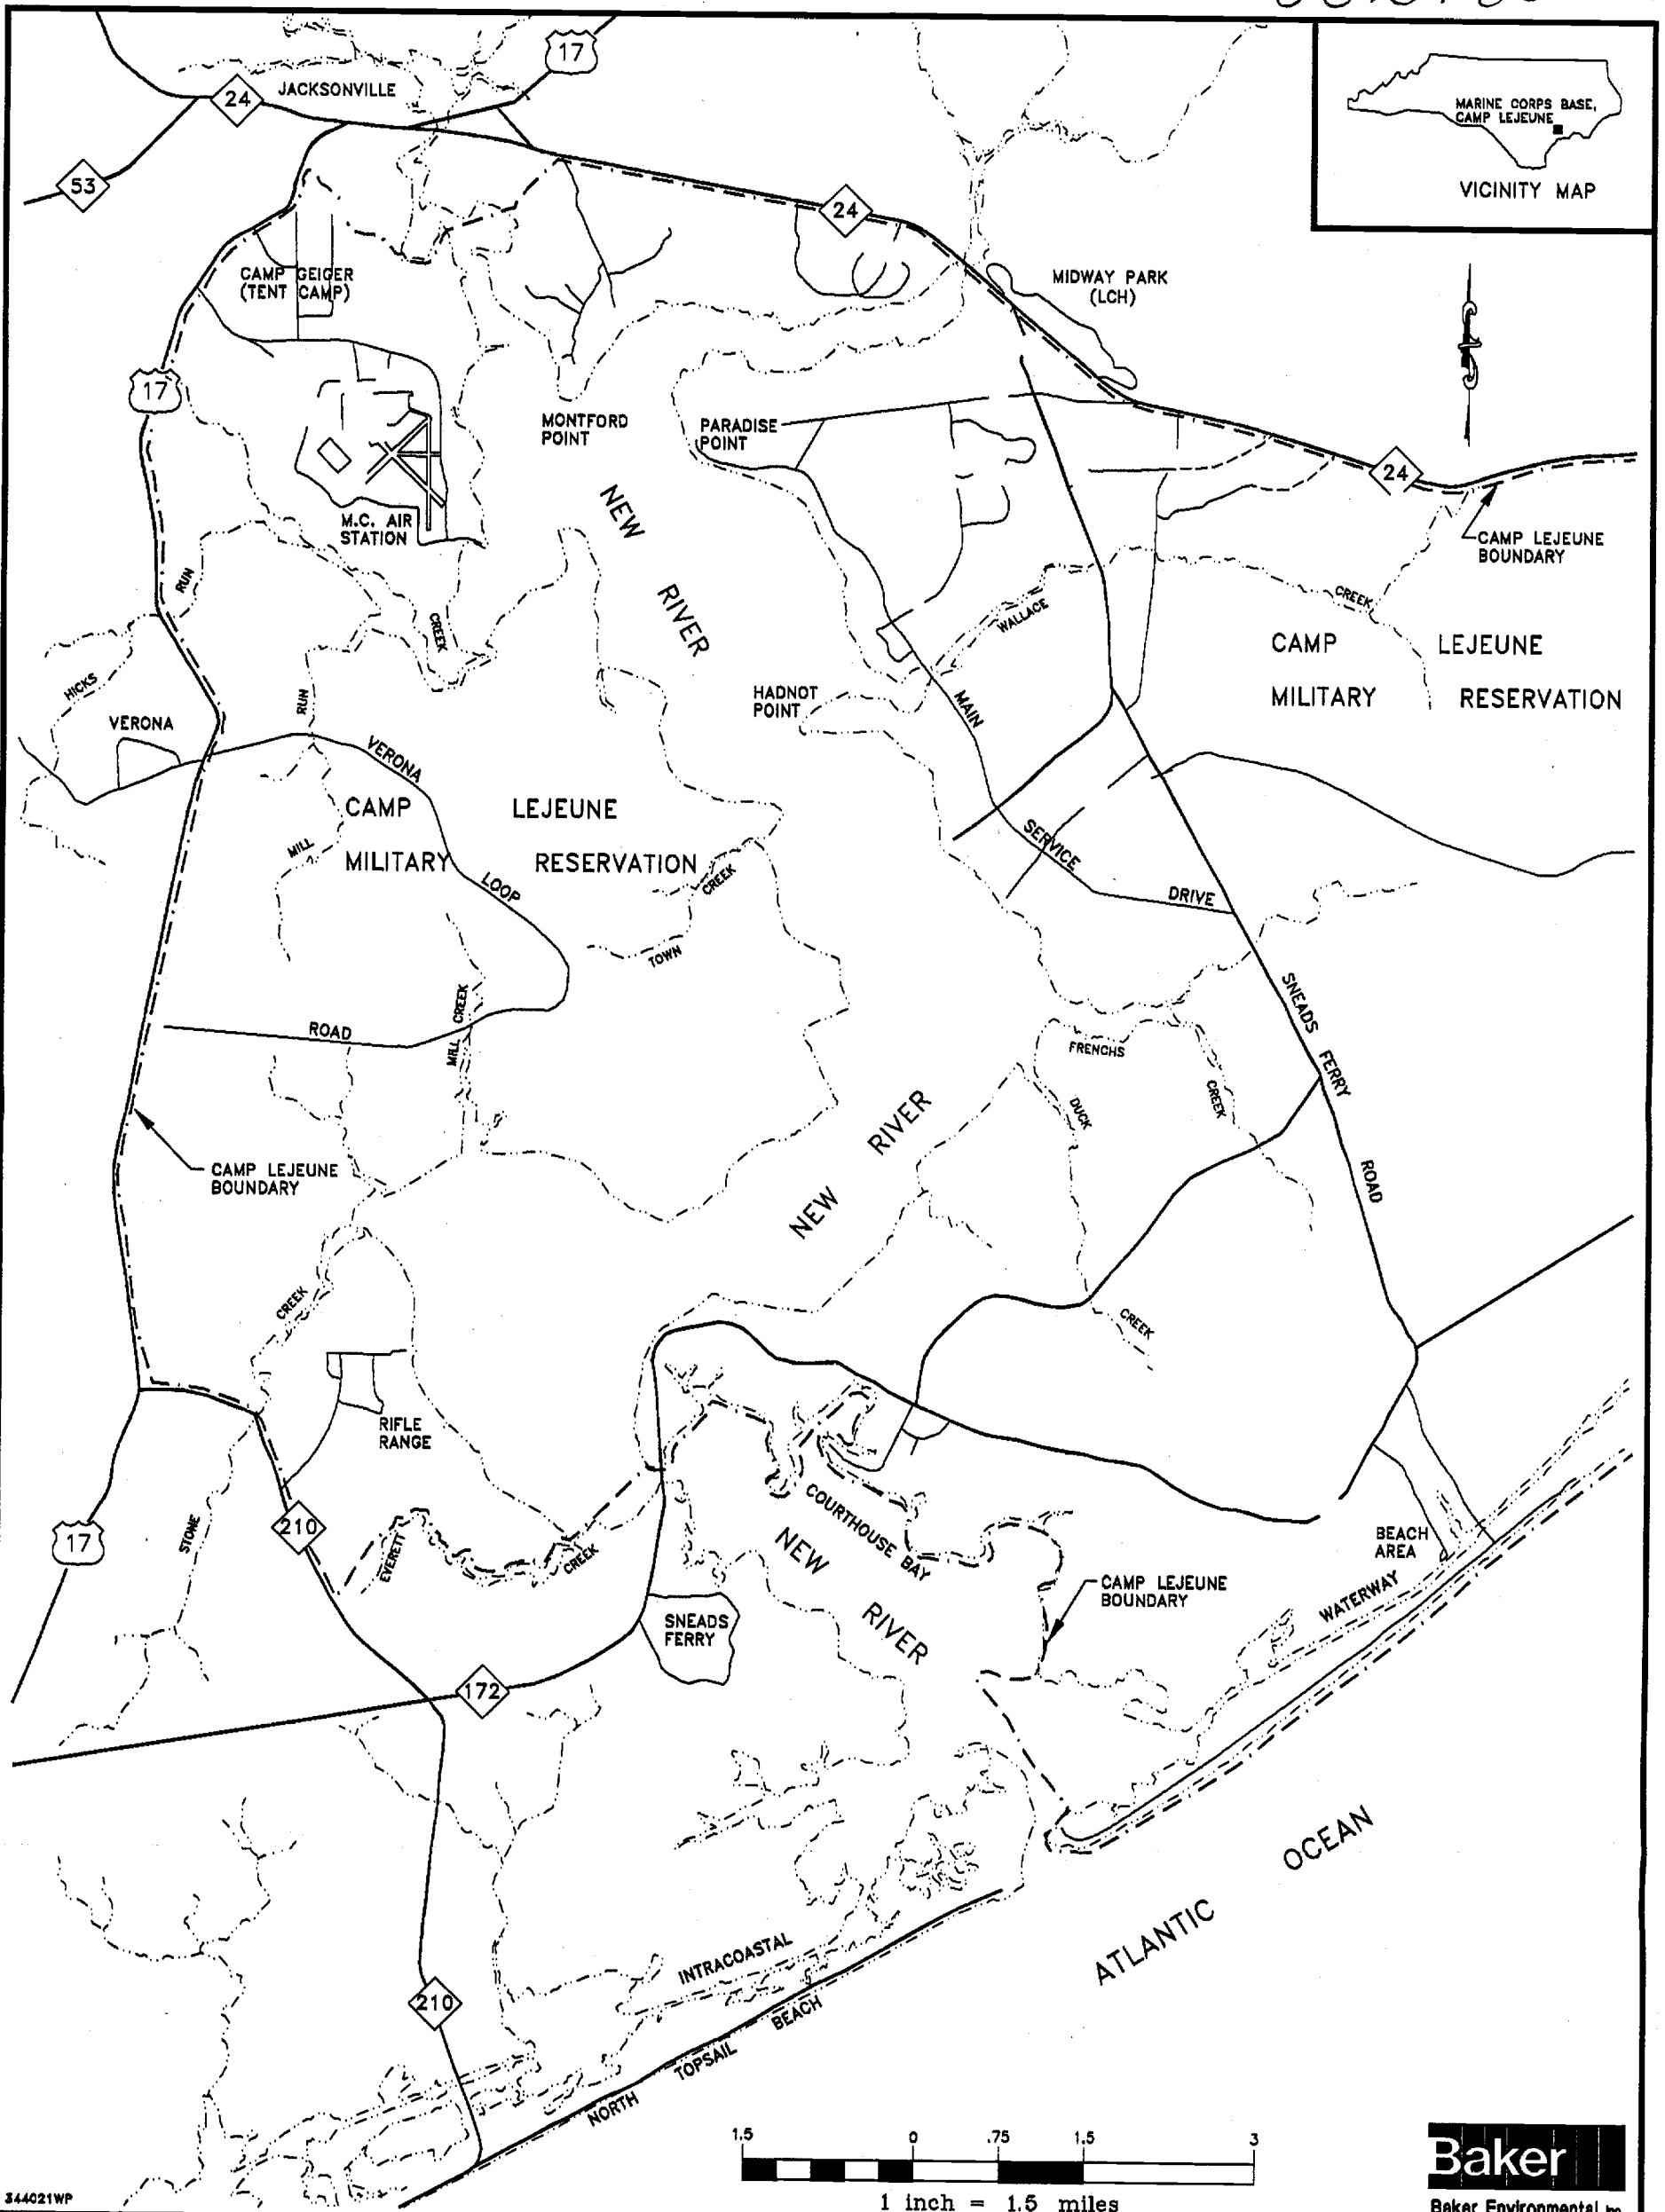 17
JACKSONVILLE
24
53
MARINE CORPS BASE,
CAMP LEJEUNE
VICINITY MAP
24
CAMP GEIGER
(TENT CAMP)
MIDWAY PARK
(LCH)
17
MONTFORD
POINT
PARADISE
POINT
24
M.C. AIR
STATION
NEW
RIVER
CAMP LEJEUNE
BOUNDARY
RUN
HICKS
CREEK
WALLACE
CREEK
CAMP LEJEUNE
MILITARY RESERVATION
HADNOT
POINT
MAIN
SERVICE
DRIVE
VERONA
RUN
MILL
VERONA
LOOP
ROAD
CAMP LEJEUNE
MILITARY RESERVATION
CREEK
TOWN
CREEK
MILL
SNEADS
FERRY
ROAD
FRENCHS
CREEK
DUCK
CREEK
RIVER
NEW
CAMP LEJEUNE
BOUNDARY
CREEK
STONE
RIFLE
RANGE
17
210
EVERETT
CREEK
COURTHOUSE BAY
NEW
RIVER
BEACH
AREA
CAMP LEJEUNE
BOUNDARY
WATERWAY
SNEADS
FERRY
172
OCEAN
ATLANTIC
INTRACOASTAL
210
NORTH TOPSAIL BEACH
1.5 0 .75 1.5 3
1 inch = 1.5 miles
Baker
Baker Environmental, Inc.
344021WP